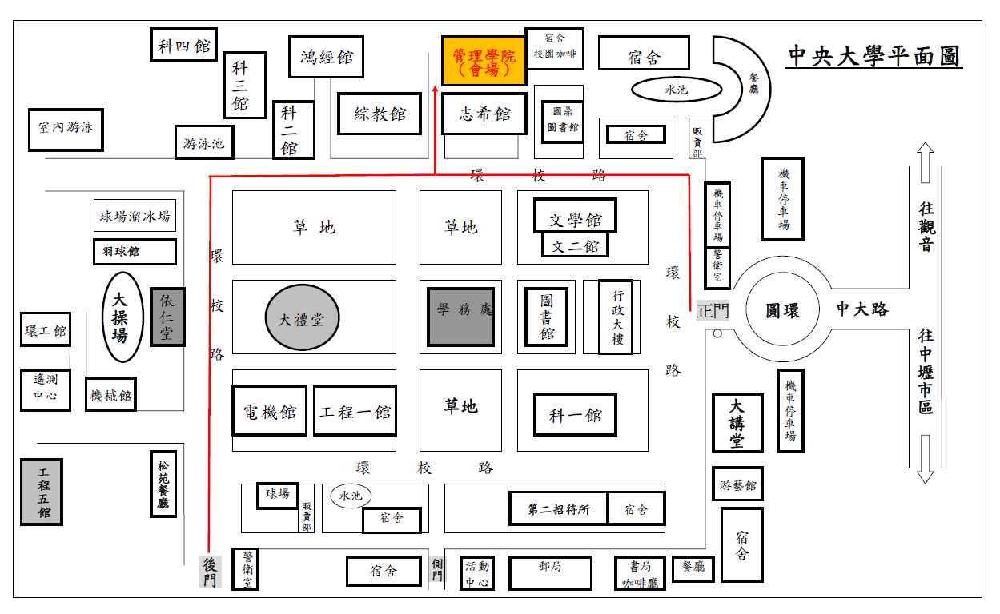 中央大學平面圖
科四館
鴻經館
管理學院
(會場)
宿舍
校園咖啡
宿舍
餐廳
科三館
水池
綜教館
志希館
國鼎
圖書館
科二館
室內游泳
游泳池
宿舍
販賣部
環 校 路
機車停車場
機車停車場
往觀音
球場溜冰場
草地
草地
文學館
文二館
羽球館
環校路
警衛室
環校路
大操場
依仁堂
大禮堂
學務處
圖書館
行政大樓
正門
圓環
中大路
環工館
往中壢市區
遙測
中心
機械館
電機館
工程一館
草地
科一館
大講堂
機車停車場
環 校 路
工程五館
松苑餐廳
球場
販賣部
水池
宿舍
第二招待所
宿舍
游藝館
宿舍
後門
警衛室
宿舍
側門
活動
中心
郵局
書局
咖啡廳
餐廳